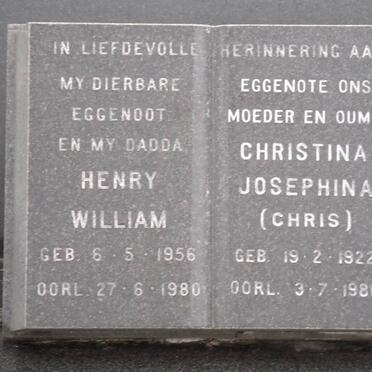 IN LIEFDEVOLLE HERINNERING AA
MY DIERBARE
EGGENOOT
EN MY DADDA
HENRY
WILLIAM
GEB. 6 · 5 · 1956
OORL. 27 · 6 · 1980
EGGENOTE ONS
MOEDER EN OUM
CHRISTINA
JOSEPHINA
(CHRIS)
GEB. 19 · 2 · 1922
OORL. 3 · 7 · 198